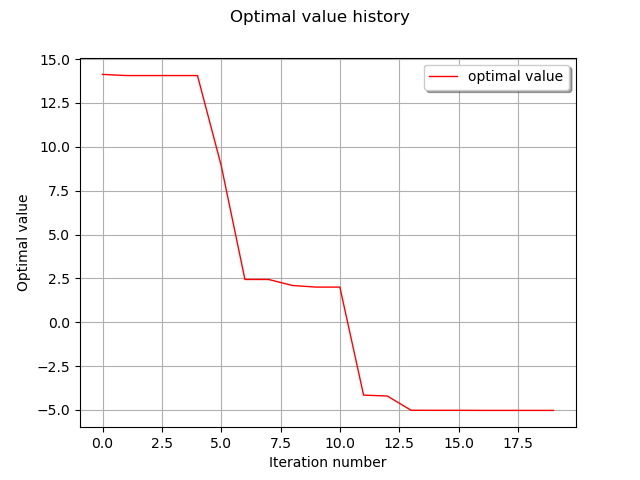 Optimal value history
optimal value
Optimal value
15.0
12.5
10.0
7.5
5.0
2.5
0.0
−2.5
−5.0
0.0 2.5 5.0 7.5 10.0 12.5 15.0 17.5
Iteration number